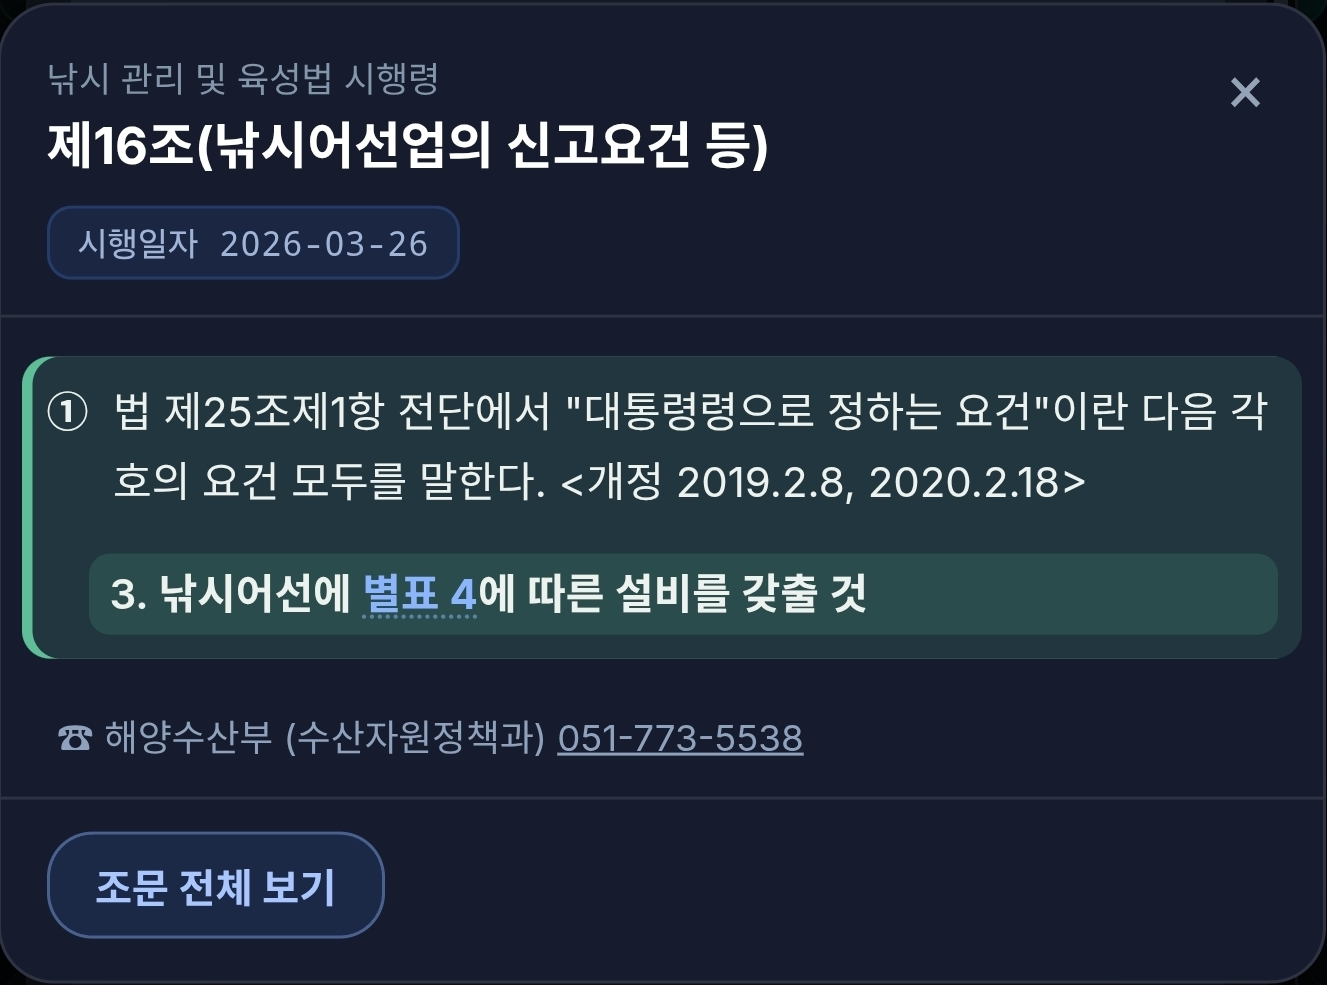 낚시 관리 및 육성법 시행령
제16조(낚시어선업의 신고요건 등)
×
시행일자 2026-03-26
① 법 제25조제1항 전단에서 "대통령령으로 정하는 요건"이란 다음 각
호의 요건 모두를 말한다. <개정 2019.2.8, 2020.2.18>
3. 낚시어선에 별표 4에 따른 설비를 갖출 것
☎ 해양수산부 (수산자원정책과) 051-773-5538
조문 전체 보기